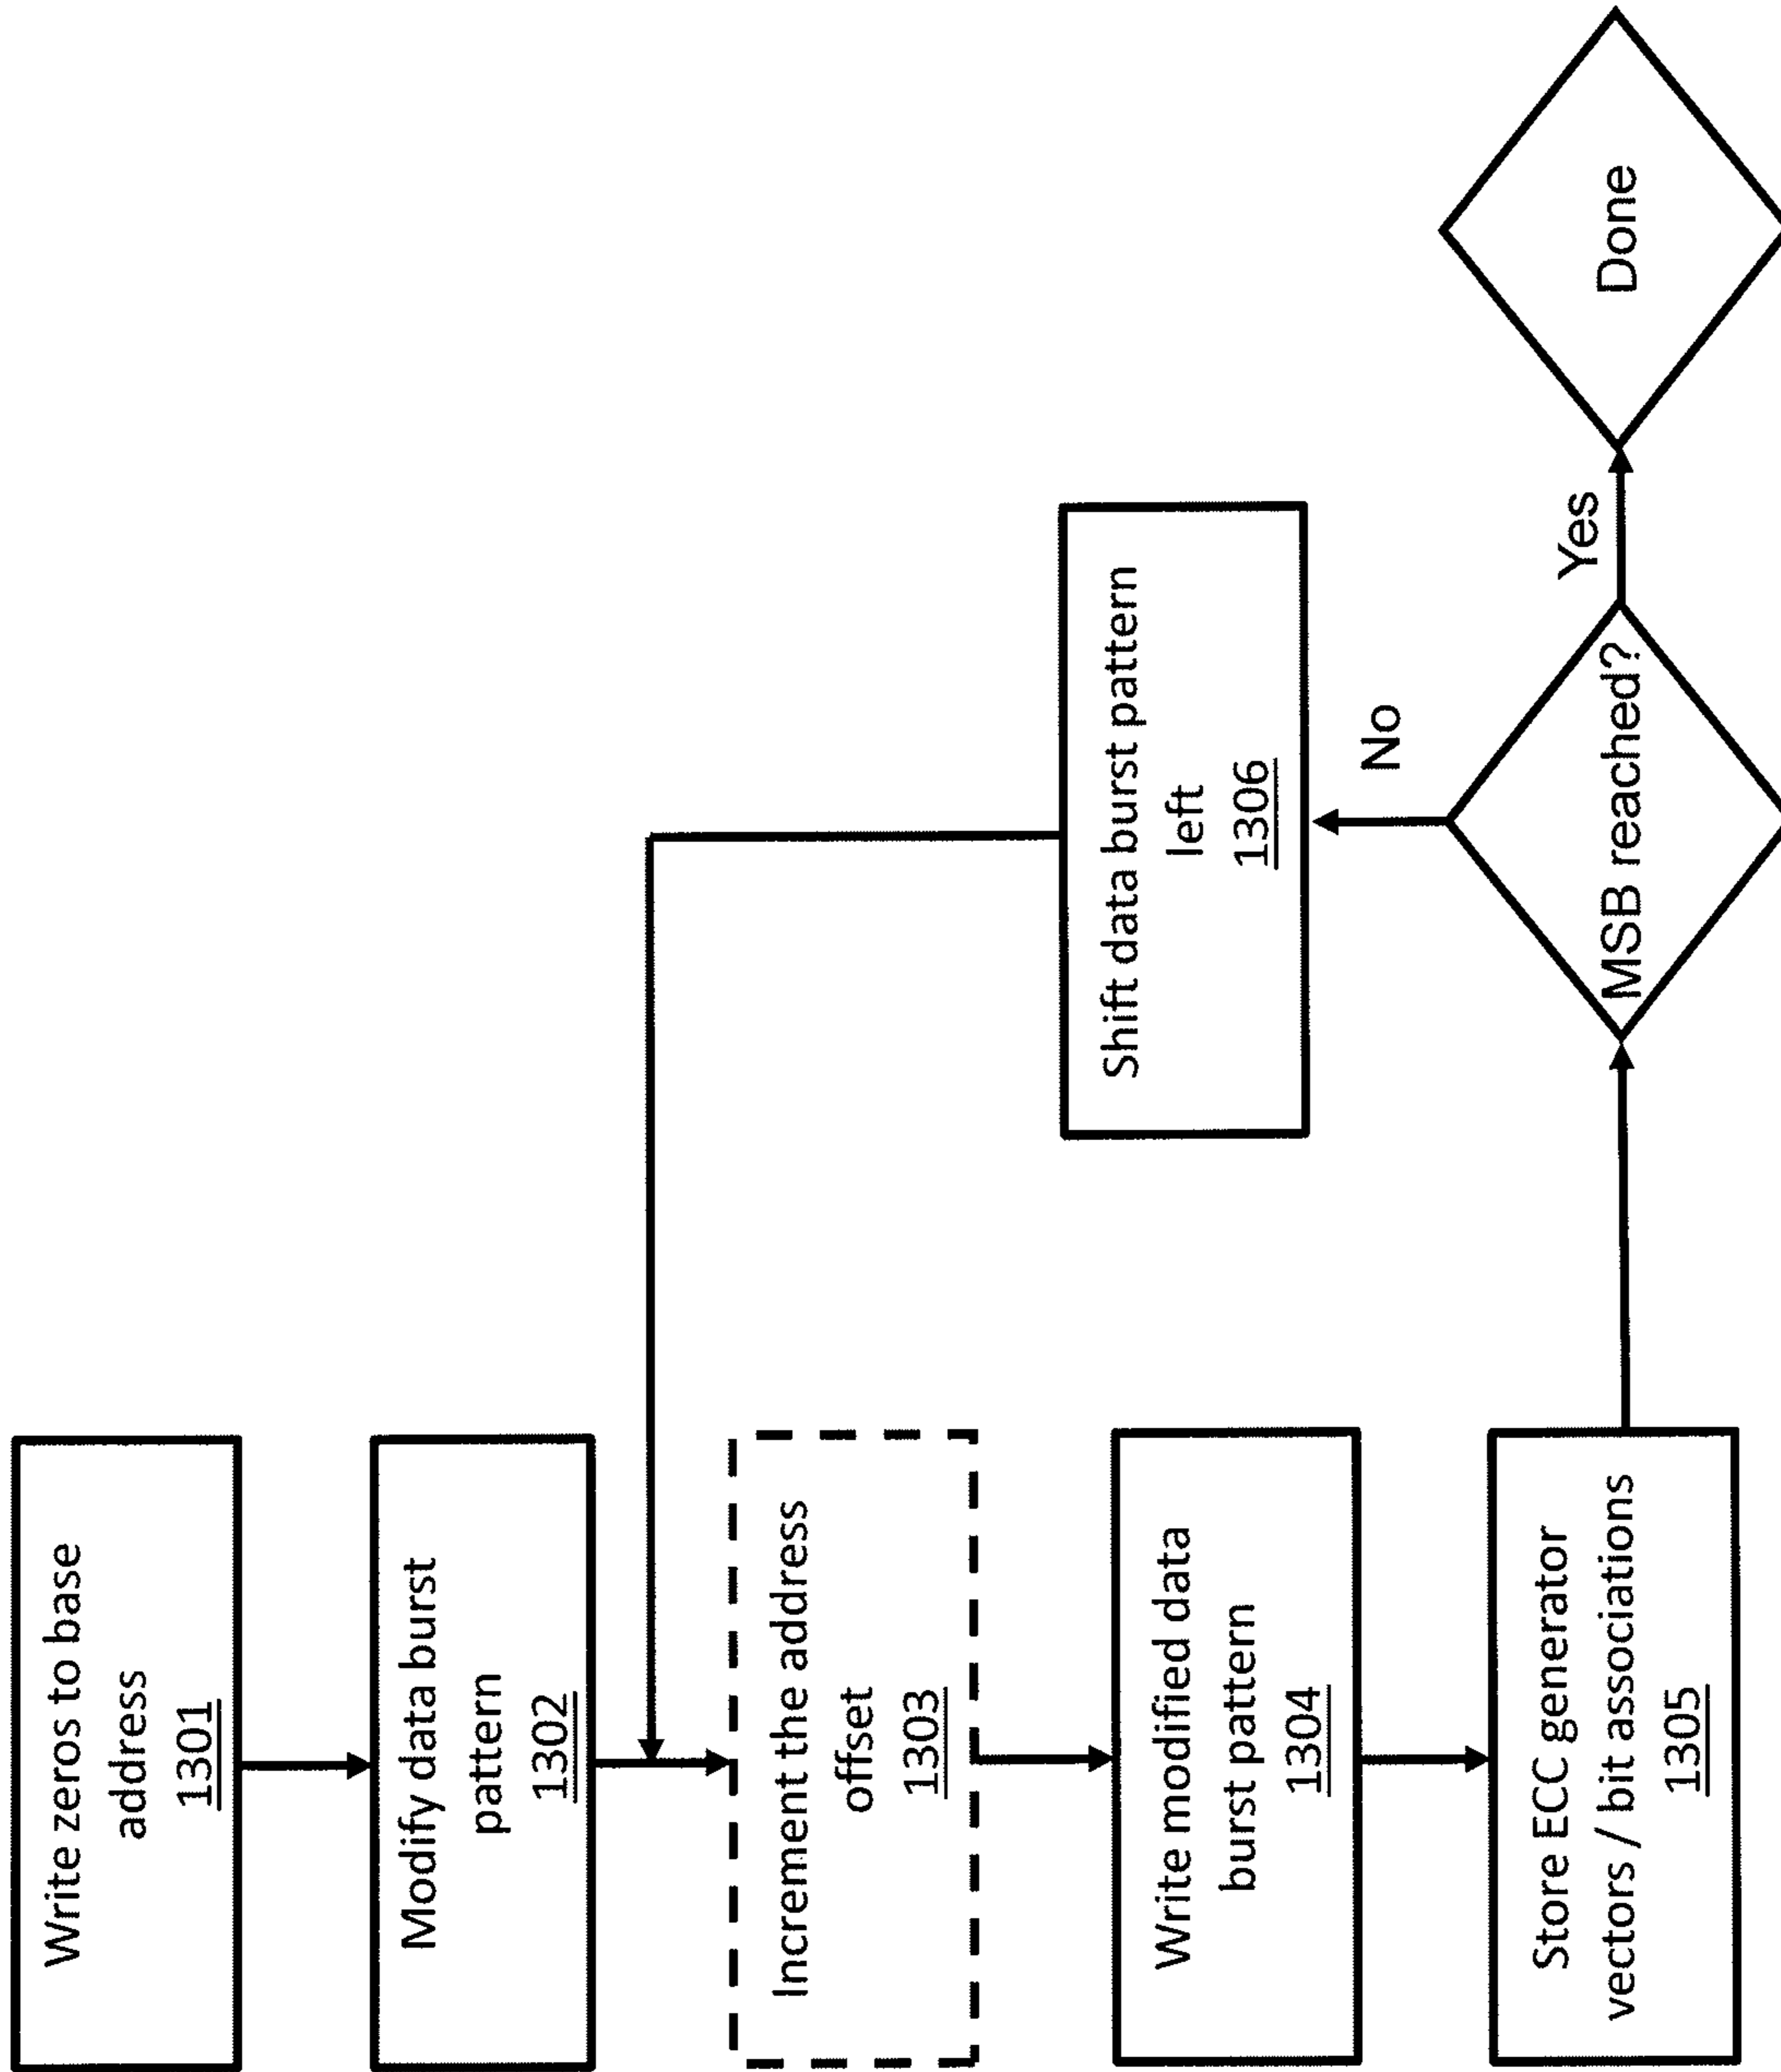 Write zeros to base
address
1301
Modify data burst
pattern
1302
Increment the address
offset
1303
Write modified data
burst pattern
1304
Store ECC generator
vectors / bit associations
1305
Shift data burst pattern
left
1306
No
MSB reached?
Yes
Done